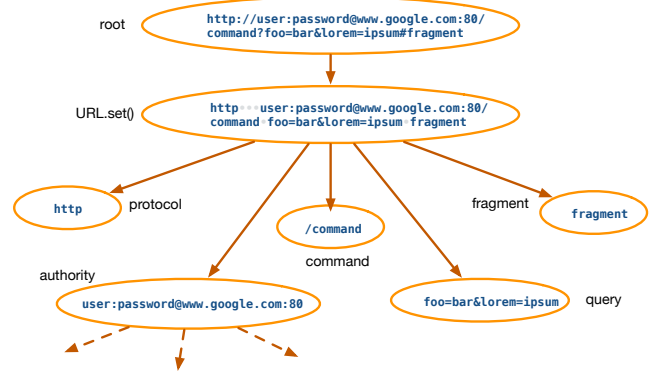 root
http://user:password@www.google.com:80/
command?foo=bar&lorem=ipsum#fragment
URL.set()
http***user:password@www.google.com:80/
command*foo=bar&lorem=ipsum*fragment
http
protocol
fragment
fragment
/command
command
authority
user:password@www.google.com:80
foo=bar&lorem=ipsum
query